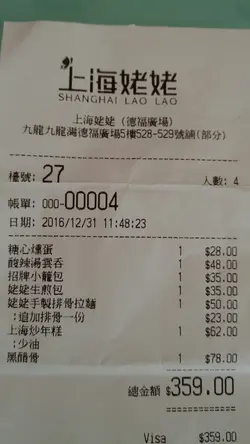 上海姥姥
SHANGHAI LAO LAO
上海姥姥 (德福廣場)
九龍九龍灣德福廣場5樓528-529號舖(部分)
檯號: 27 人數: 4
帳單: 000-00004
日期: 2016/12/31 11:48:23
糖心燻蛋 1 $28.00
酸辣湯雲吞 1 $48.00
招牌小籠包 1 $35.00
姥姥生煎包 1 $35.00
姥姥手製排骨拉麵 1 $50.00
:追加排骨一份 $23.00
上海炒年糕 1 $62.00
:少油
黑醋骨 1 $78.00
總金額 $359.00
Visa $359.00